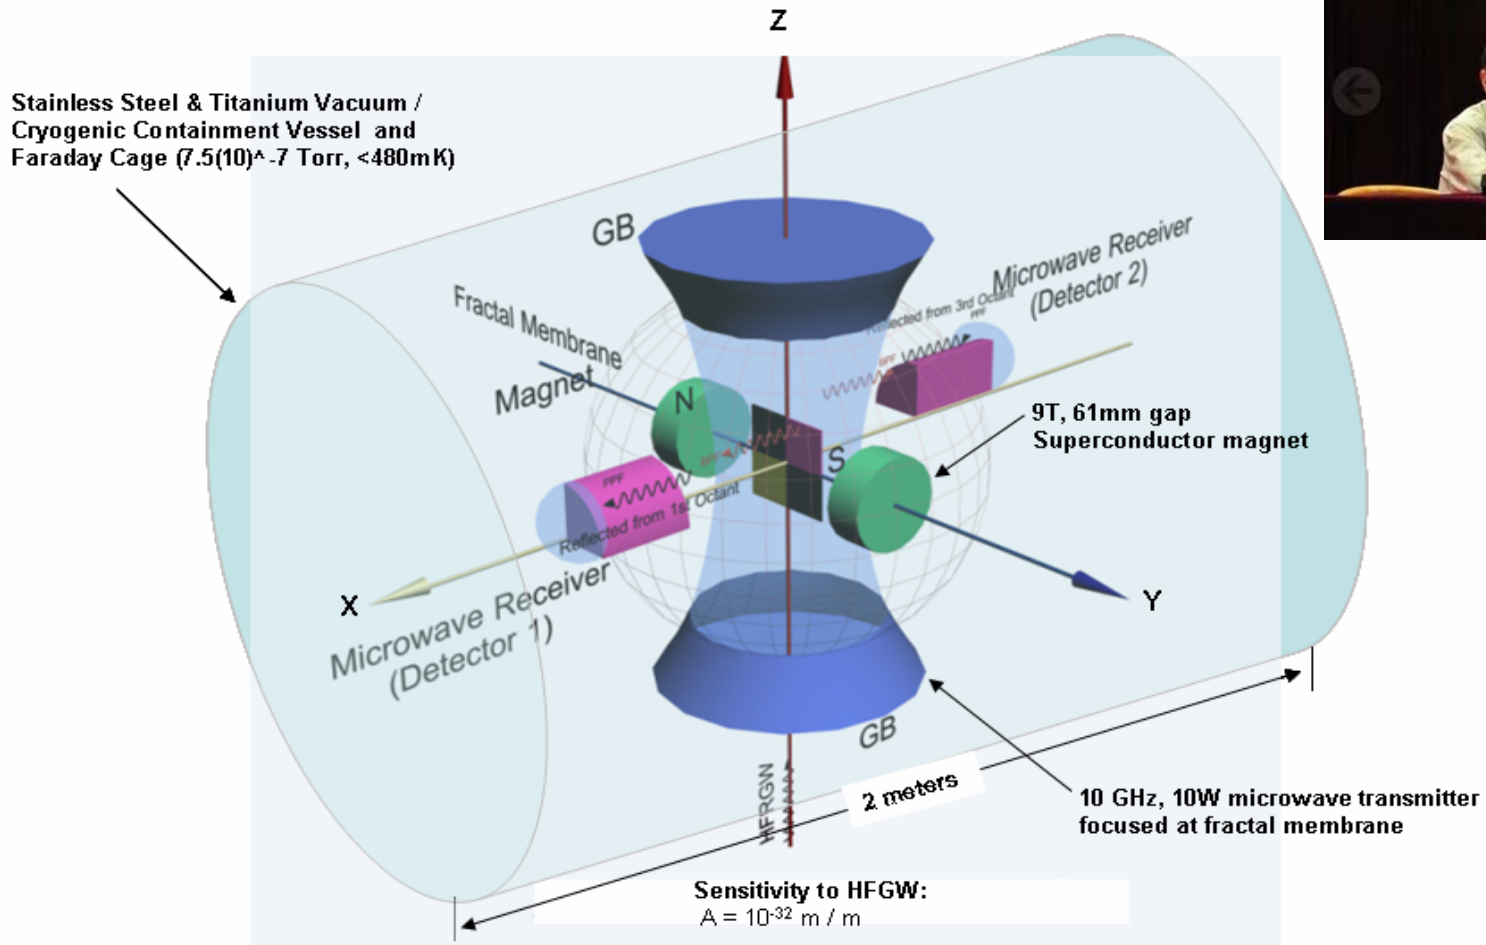 Z
Stainless Steel & Titanium Vacuum /
Cryogenic Containment Vessel and
Faraday Cage (7.5(10)^ -7 Torr, <480mK)
GB
Microwave Receiver
(Detector 2)
Fractal Membrane
Magnet
Reflected from 3rd Octant
PPF
BPF
N
9T, 61mm gap
Superconductor magnet
S
BPF
PPF
Reflected from 1st Octant
X
Y
Microwave Receiver
(Detector 1)
GB
HFRGW
2 meters
10 GHz, 10W microwave transmitter
focused at fractal membrane
Sensitivity to HFGW:
A = 10⁻³² m / m